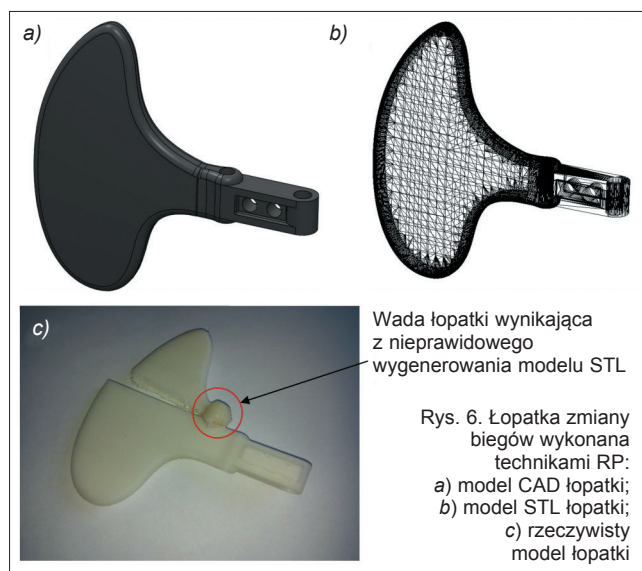 a)
b)
c)
Wada łopatki wynikająca
z nieprawidowego
wygenerowania modelu STL
Rys. 6. Łopatka zmiany
biegów wykonana
technikami RP:
a) model CAD łopatki;
b) model STL łopatki;
c) rzeczywisty
model łopatki